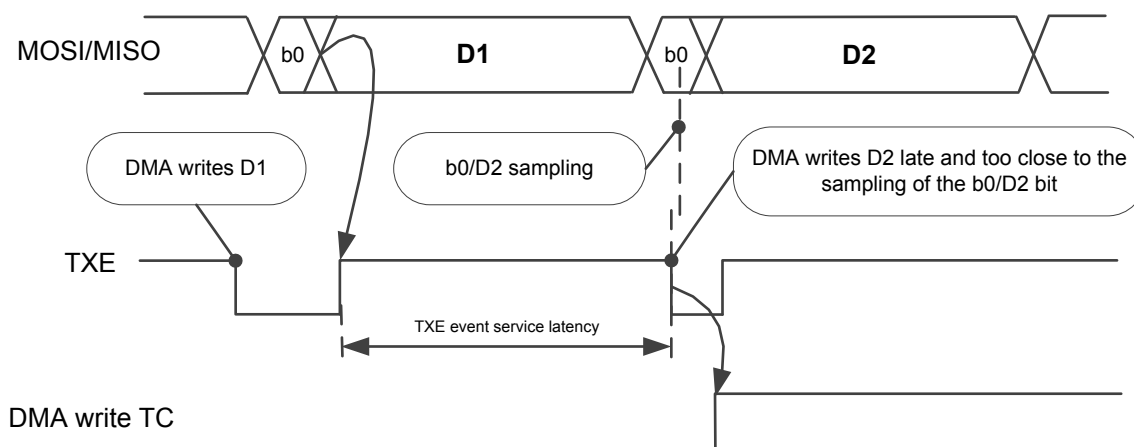 MOSI/MISO
b0
D1
b0
D2
DMA writes D1
b0/D2 sampling
DMA writes D2 late and too close to the
sampling of the b0/D2 bit
TXE
TXE event service latency
DMA write TC